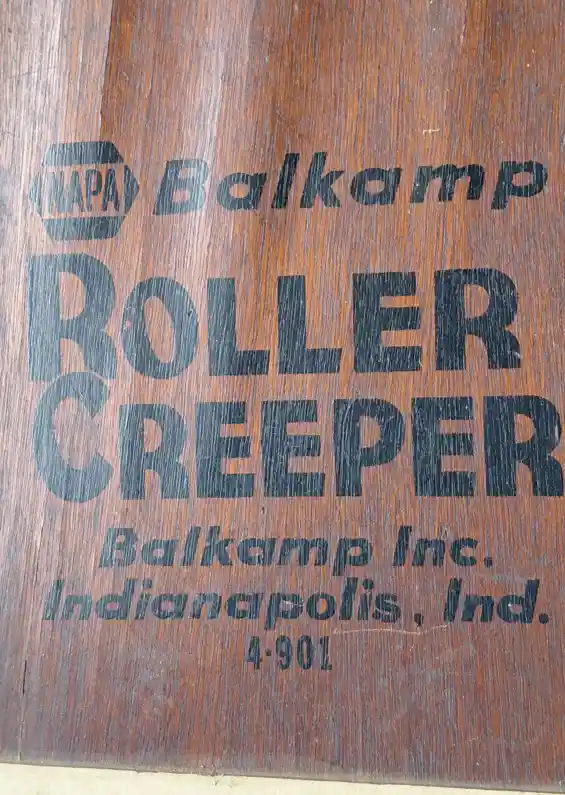 NAPA Balkamp
ROLLER
CREEPER
Balkamp Inc.
Indianapolis, Ind.
4-901